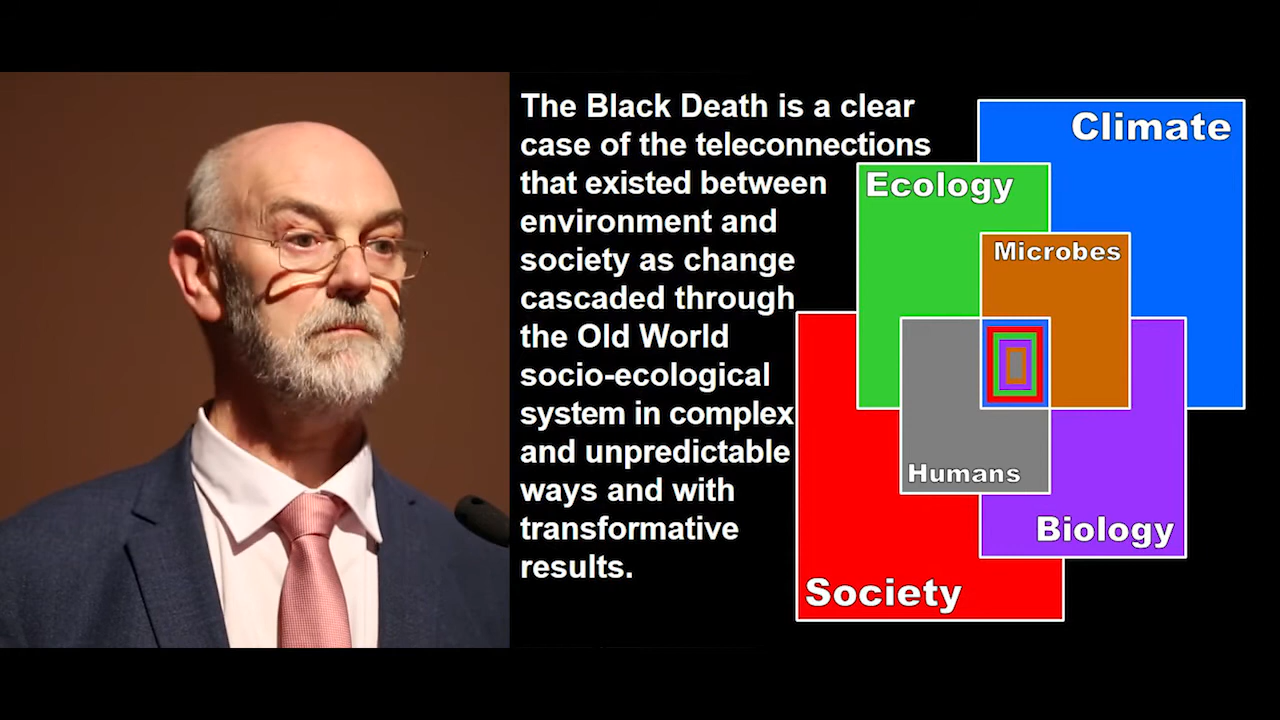 The Black Death is a clear
case of the teleconnections
that existed between
environment and
society as change
cascaded through
the Old World
socio-ecological
system in complex
and unpredictable
ways and with
transformative
results.
Climate
Ecology
Microbes
Humans
Biology
Society